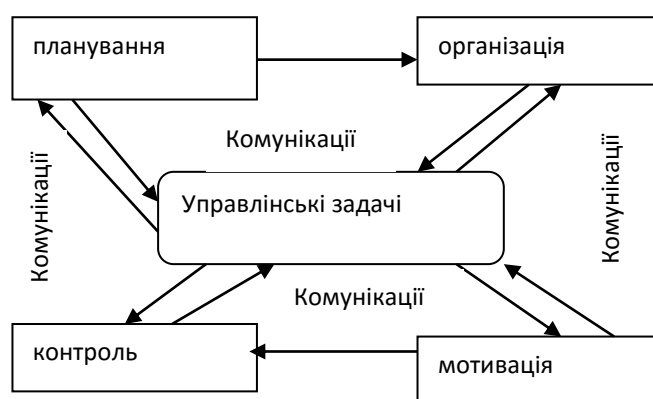 планування
організація
Комунікації
Комунікації
Управлінські задачі
Комунікації
Комунікації
контроль
мотивація